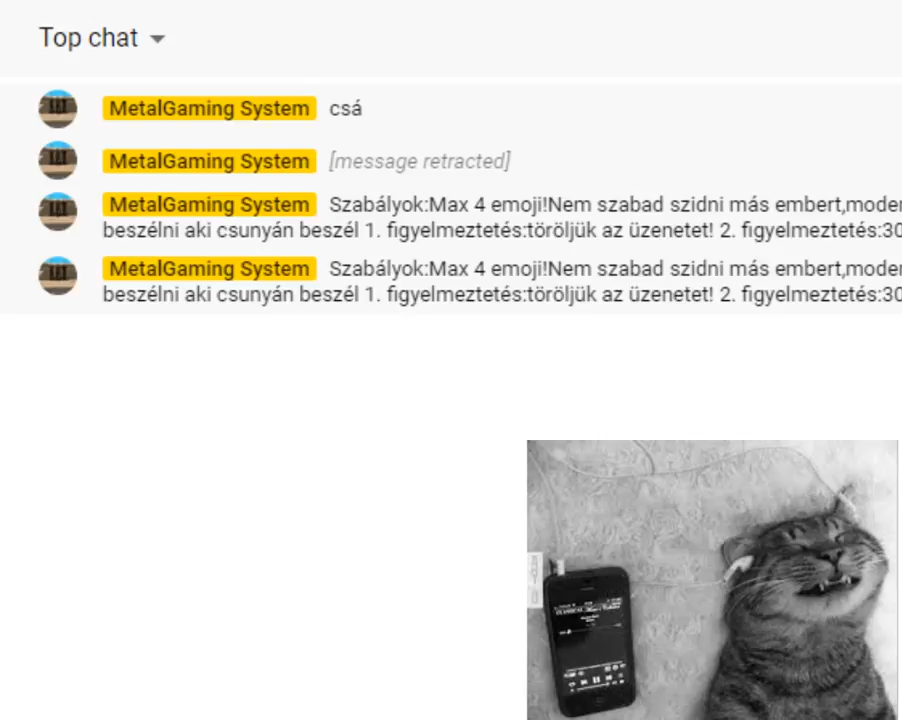 Top chat
MetalGaming System csá
MetalGaming System [message retracted]
MetalGaming System Szabályok:Max 4 emoji!Nem szabad szidni más embert,moder
beszélni aki csunyán beszél 1. figyelmeztetés:töröljük az üzenetet! 2. figyelmeztetés:30
MetalGaming System Szabályok:Max 4 emoji!Nem szabad szidni más embert,moder
beszélni aki csunyán beszél 1. figyelmeztetés:töröljük az üzenetet! 2. figyelmeztetés:30